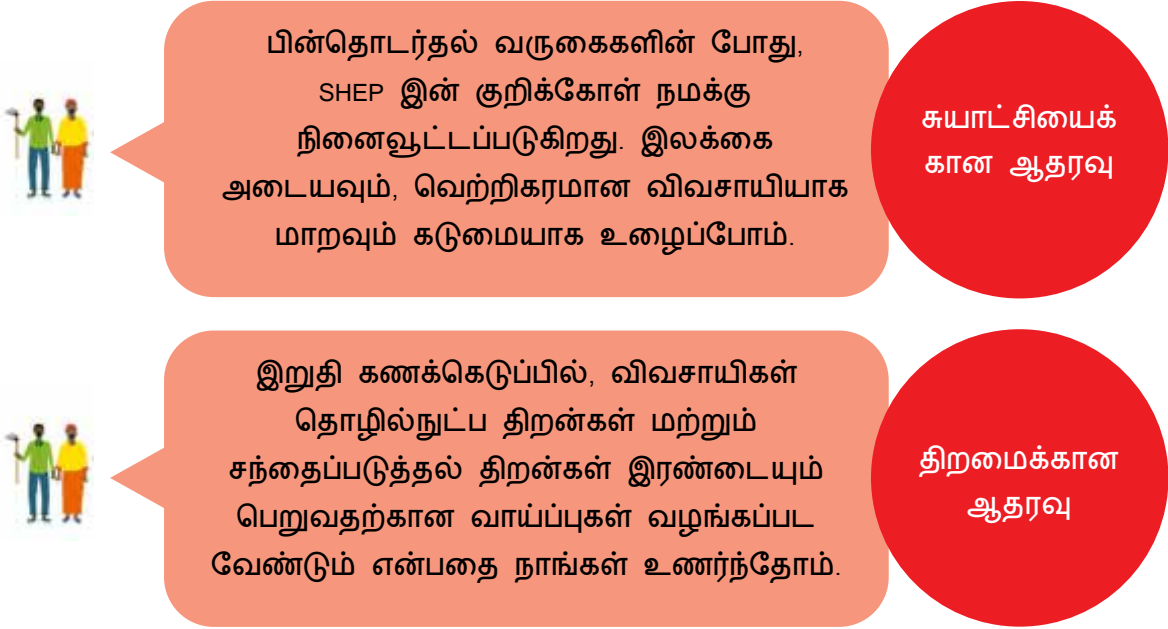 பின்தொடர்தல் வருகைகளின் போது,
SHEP இன் குறிக்கோள் நமக்கு
நினைவூட்டப்படுகிறது. இலக்கை
அடையவும், வெற்றிகரமான விவசாயியாக
மாறவும் கடுமையாக உழைப்போம்.
சுயாட்சியைக்
கான ஆதரவு
இறுதி கணக்கெடுப்பில், விவசாயிகள்
தொழில்நுட்ப திறன்கள் மற்றும்
சந்தைப்படுத்தல் திறன்கள் இரண்டையும்
பெறுவதற்கான வாய்ப்புகள் வழங்கப்பட
வேண்டும் என்பதை நாங்கள் உணர்ந்தோம்.
திறமைக்கான
ஆதரவு